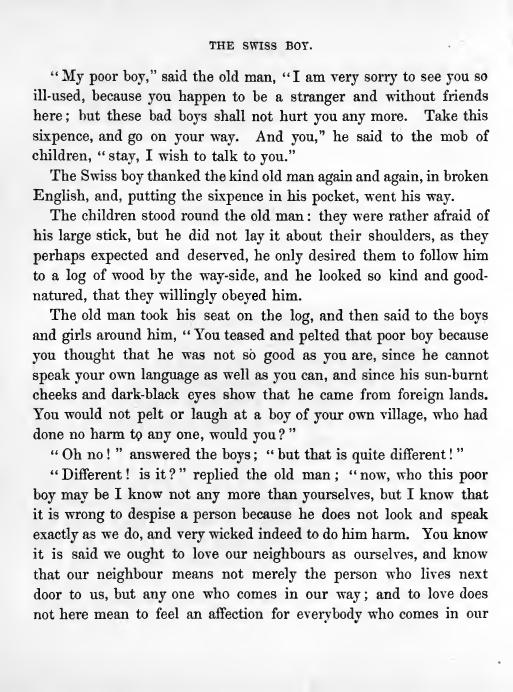 THE SWISS BOY.
“My poor boy,” said the old man, “I am very sorry to see you so
ill-used, because you happen to be a stranger and without friends
here; but these bad boys shall not hurt you any more. Take this
sixpence, and go on your way. And you,” he said to the mob of
children, “stay, I wish to talk to you.”
The Swiss boy thanked the kind old man again and again, in broken
English, and, putting the sixpence in his pocket, went his way.
The children stood round the old man: they were rather afraid of
his large stick, but he did not lay it about their shoulders, as they
perhaps expected and deserved, he only desired them to follow him
to a log of wood by the way-side, and he looked so kind and good-
natured, that they willingly obeyed him.
The old man took his seat on the log, and then said to the boys
and girls around him, “You teased and pelted that poor boy because
you thought that he was not so good as you are, since he cannot
speak your own language as well as you can, and since his sun-burnt
cheeks and dark-black eyes show that he came from foreign lands.
You would not pelt or laugh at a boy of your own village, who had
done no harm to any one, would you?”
“Oh no!” answered the boys; “but that is quite different!”
“Different! is it?” replied the old man; “now, who this poor
boy may be I know not any more than yourselves, but I know that
it is wrong to despise a person because he does not look and speak
exactly as we do, and very wicked indeed to do him harm. You know
it is said we ought to love our neighbours as ourselves, and know
that our neighbour means not merely the person who lives next
door to us, but any one who comes in our way; and to love does
not here mean to feel an affection for everybody who comes in our